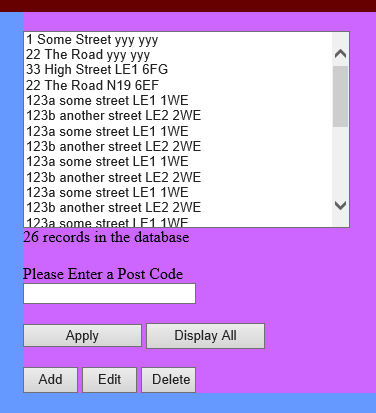 1 Some Street yyy yyy
22 The Road yyy yyy
33 High Street LE1 6FG
22 The Road N19 6EF
123a some street LE1 1WE
123b another street LE2 2WE
123a some street LE1 1WE
123b another street LE2 2WE
123a some street LE1 1WE
123b another street LE2 2WE
123a some street LE1 1WE
123b another street LE2 2WE
123a some street LE1 1WE
26 records in the database
Please Enter a Post Code
Apply
Display All
Add
Edit
Delete